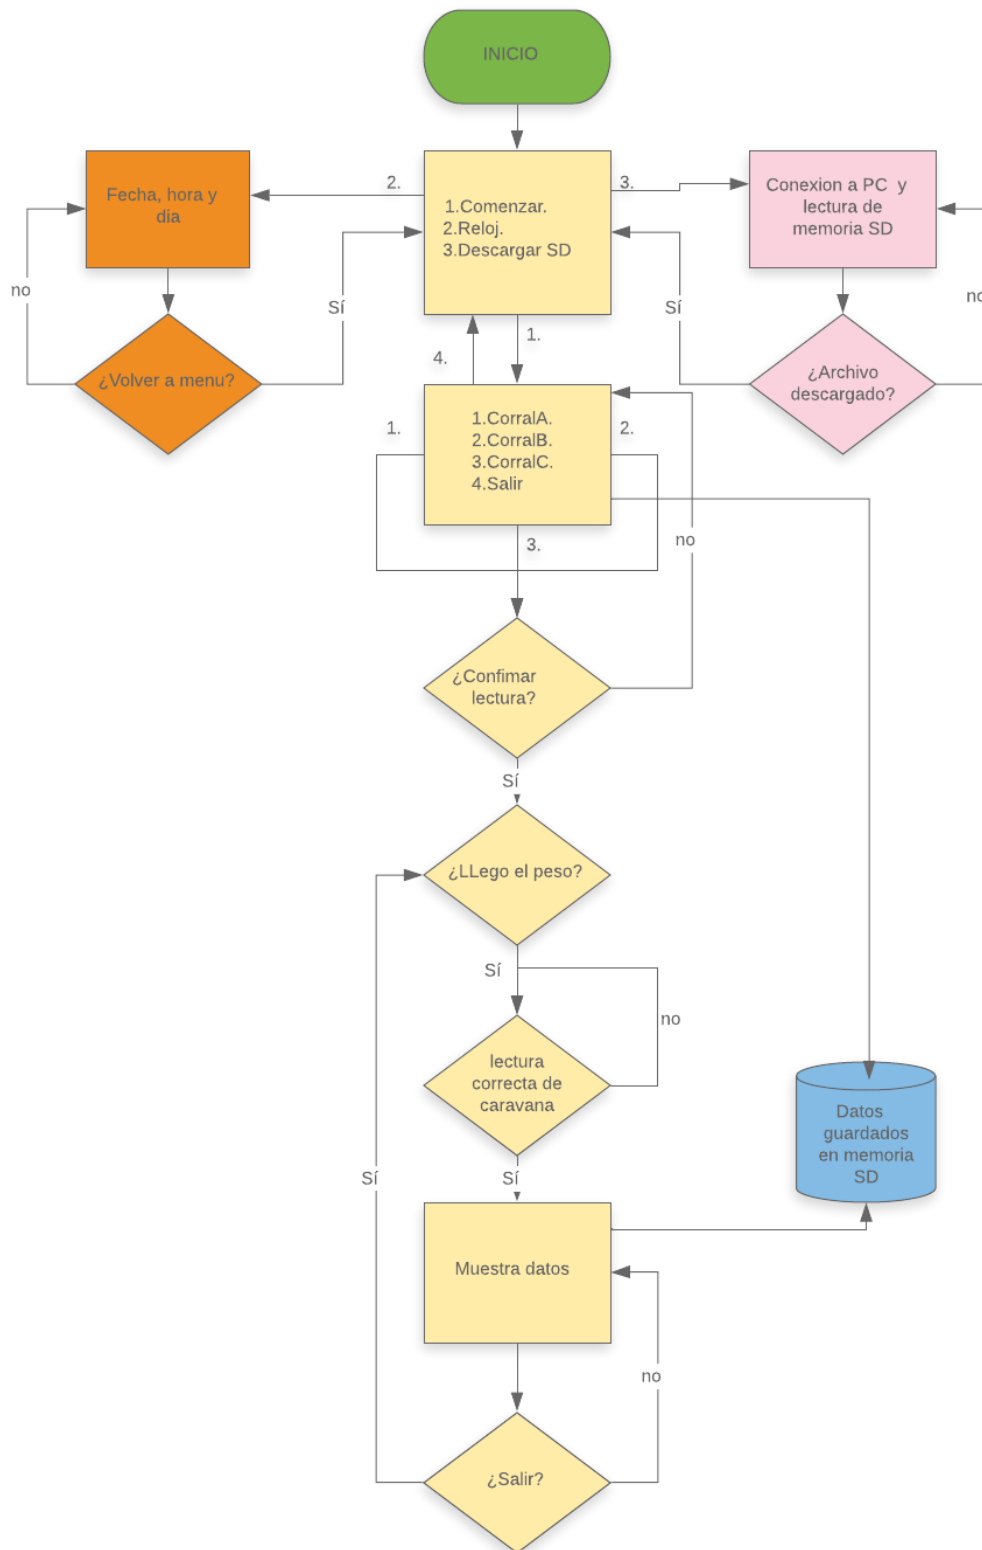 INICIO
Fecha, hora y
dia
2.
1.Comenzar.
2.Reloj.
3.Descargar SD
3.
Conexion a PC y
lectura de
memoria SD
no
Sí
Sí
no
1.
4.
¿Volver a menu?
¿Archivo
descargado?
1.
1.CorralA.
2.CorralB.
3.CorralC.
4.Salir
2.
3.
no
¿Confimar
lectura?
Sí
¿LLego el peso?
Sí
no
lectura
correcta de
caravana
Datos
guardados
en memoria
SD
Sí
Sí
Muestra datos
no
¿Salir?